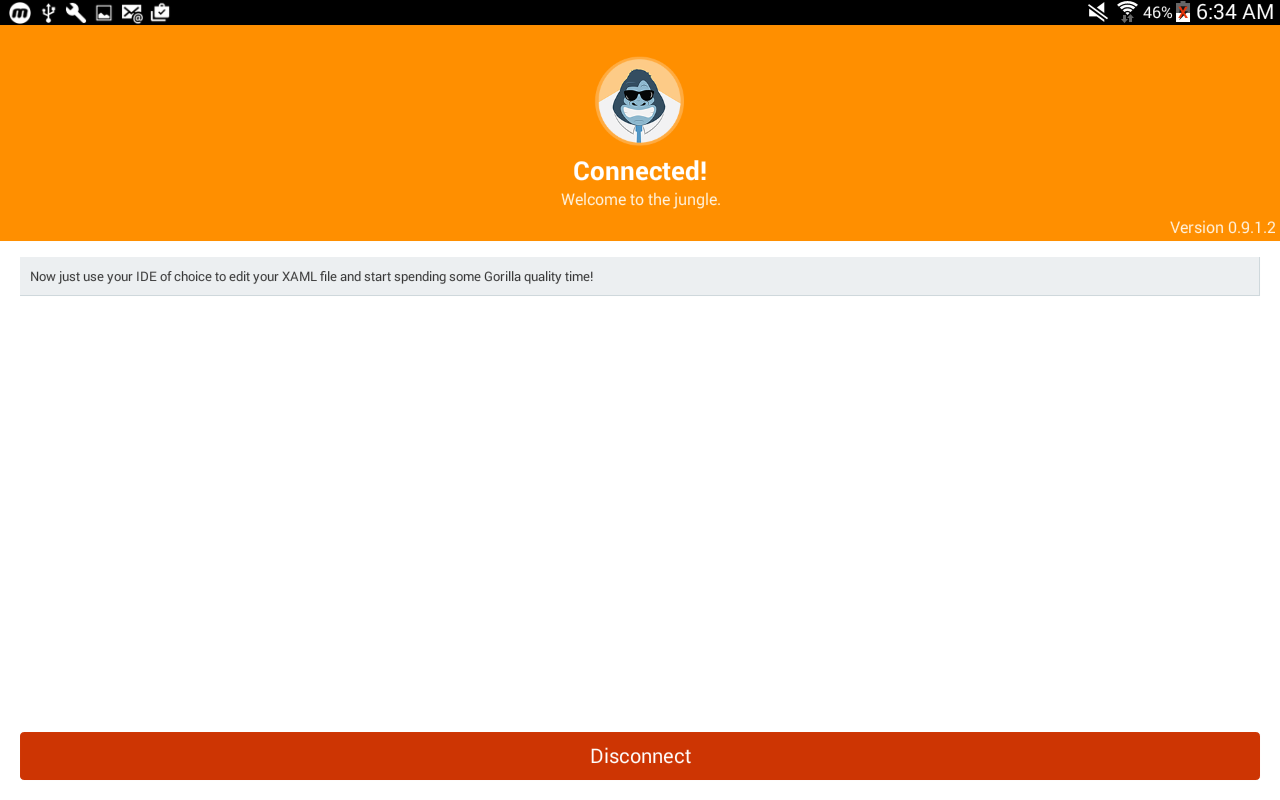 46% 6:34 AM
Connected!
Welcome to the jungle.
Version 0.9.1.2
Now just use your IDE of choice to edit your XAML file and start spending some Gorilla quality time!
Disconnect